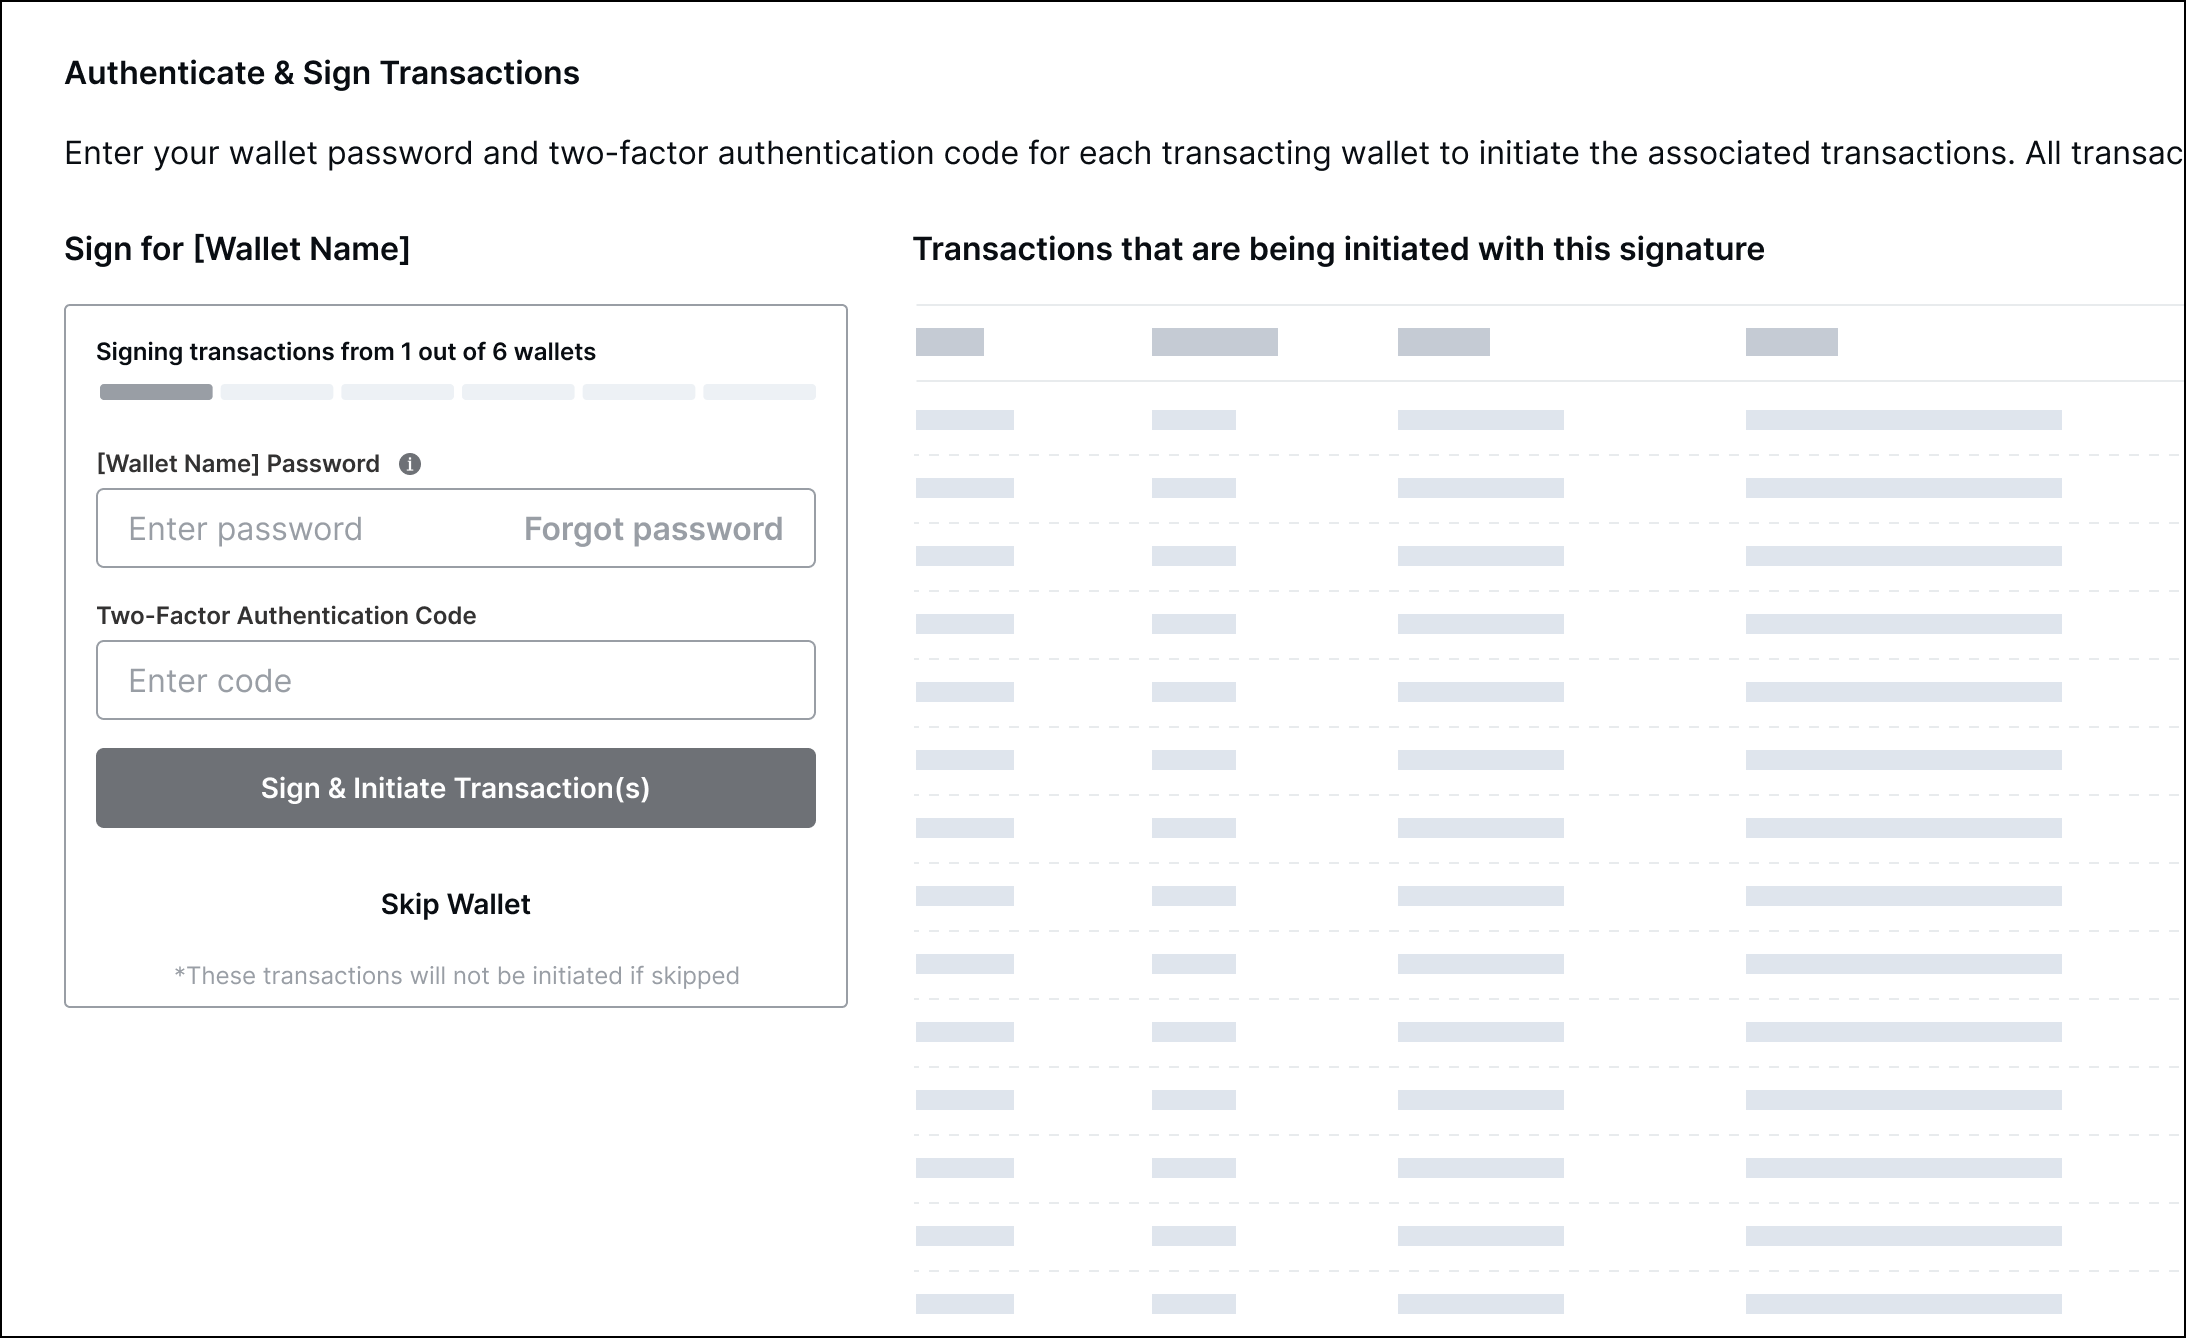 Authenticate & Sign Transactions
Enter your wallet password and two-factor authentication code for each transacting wallet to initiate the associated transactions. All transac
Sign for [Wallet Name]
Transactions that are being initiated with this signature
Signing transactions from 1 out of 6 wallets
[Wallet Name] Password
Enter password Forgot password
Two-Factor Authentication Code
Enter code
Sign & Initiate Transaction(s)
Skip Wallet
*These transactions will not be initiated if skipped